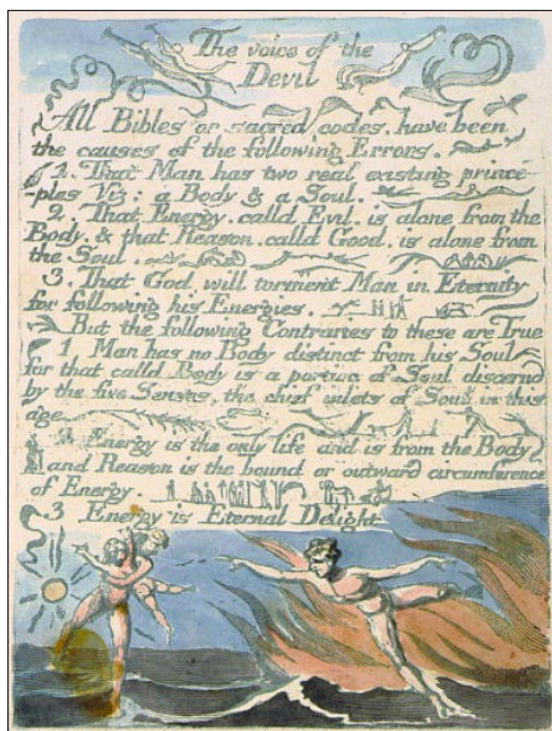 The voice of the
Devil
All Bibles or sacred codes. have been
the causes of the following Errors.
1. That Man has two real existing princi-
-ples Viz: a Body & a Soul.
2. That Energy. calld Evil. is alone from the
Body. & that Reason. calld Good. is alone from
the Soul.
3. That God will torment Man in Eternity
for following his Energies.
But the following Contraries to these are True
1 Man has no Body distinct from his Soul
for that calld Body is a portion of Soul discernd
by the five Senses, the chief inlets of Soul in this
age
2 Energy is the only life and is from the Body
and Reason is the bound or outward circumference
of Energy.
3 Energy is Eternal Delight